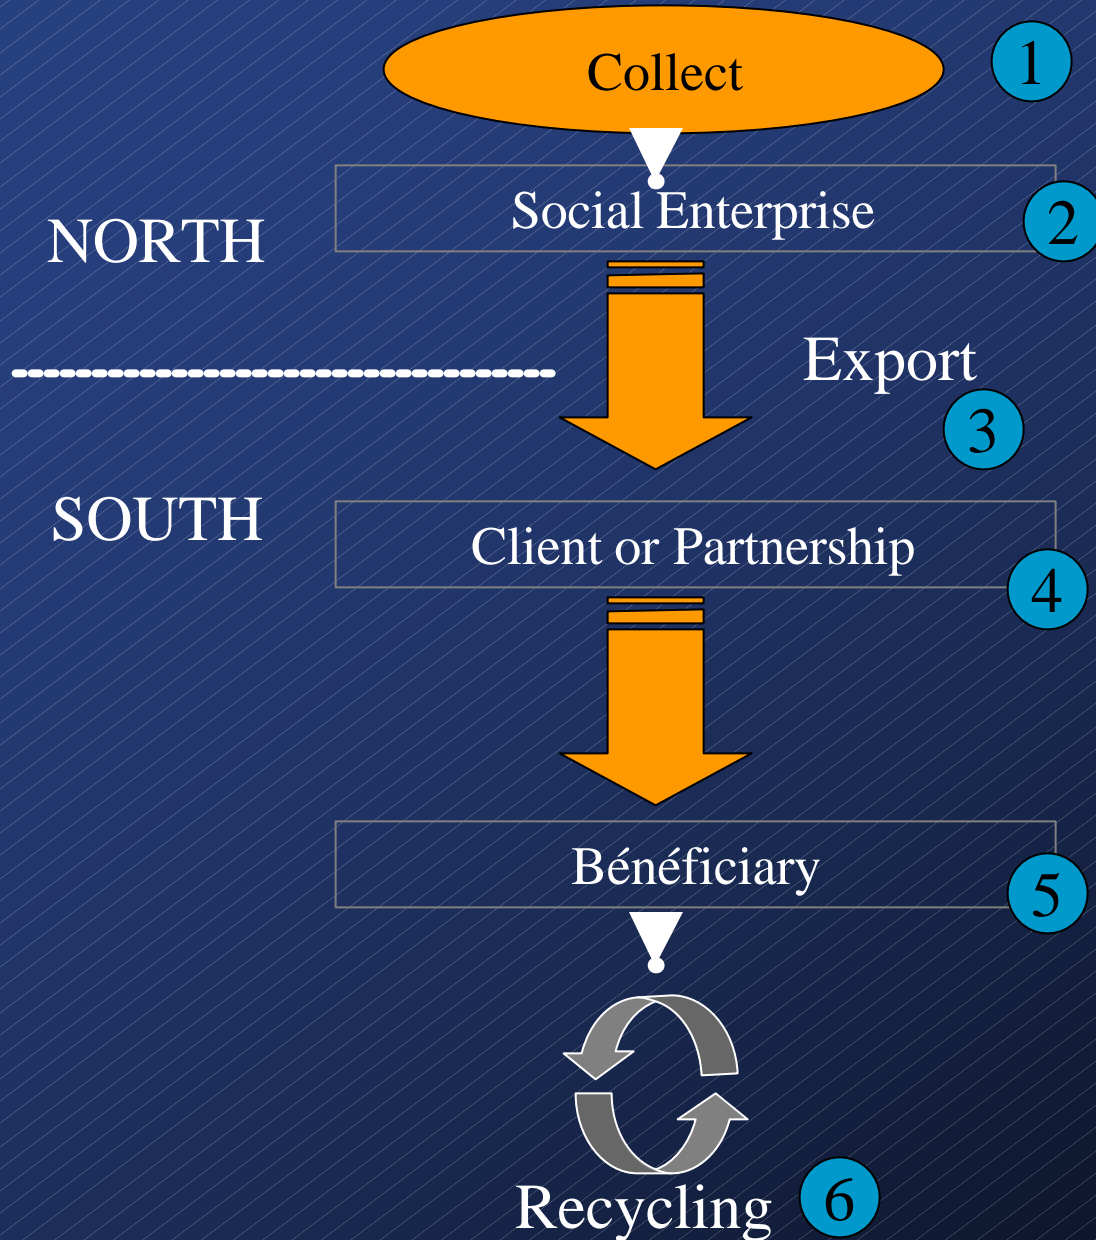 Collect
1
Social Enterprise
2
NORTH
Export
3
SOUTH
Client or Partnership
4
Bénéficiary
5
Recycling
6